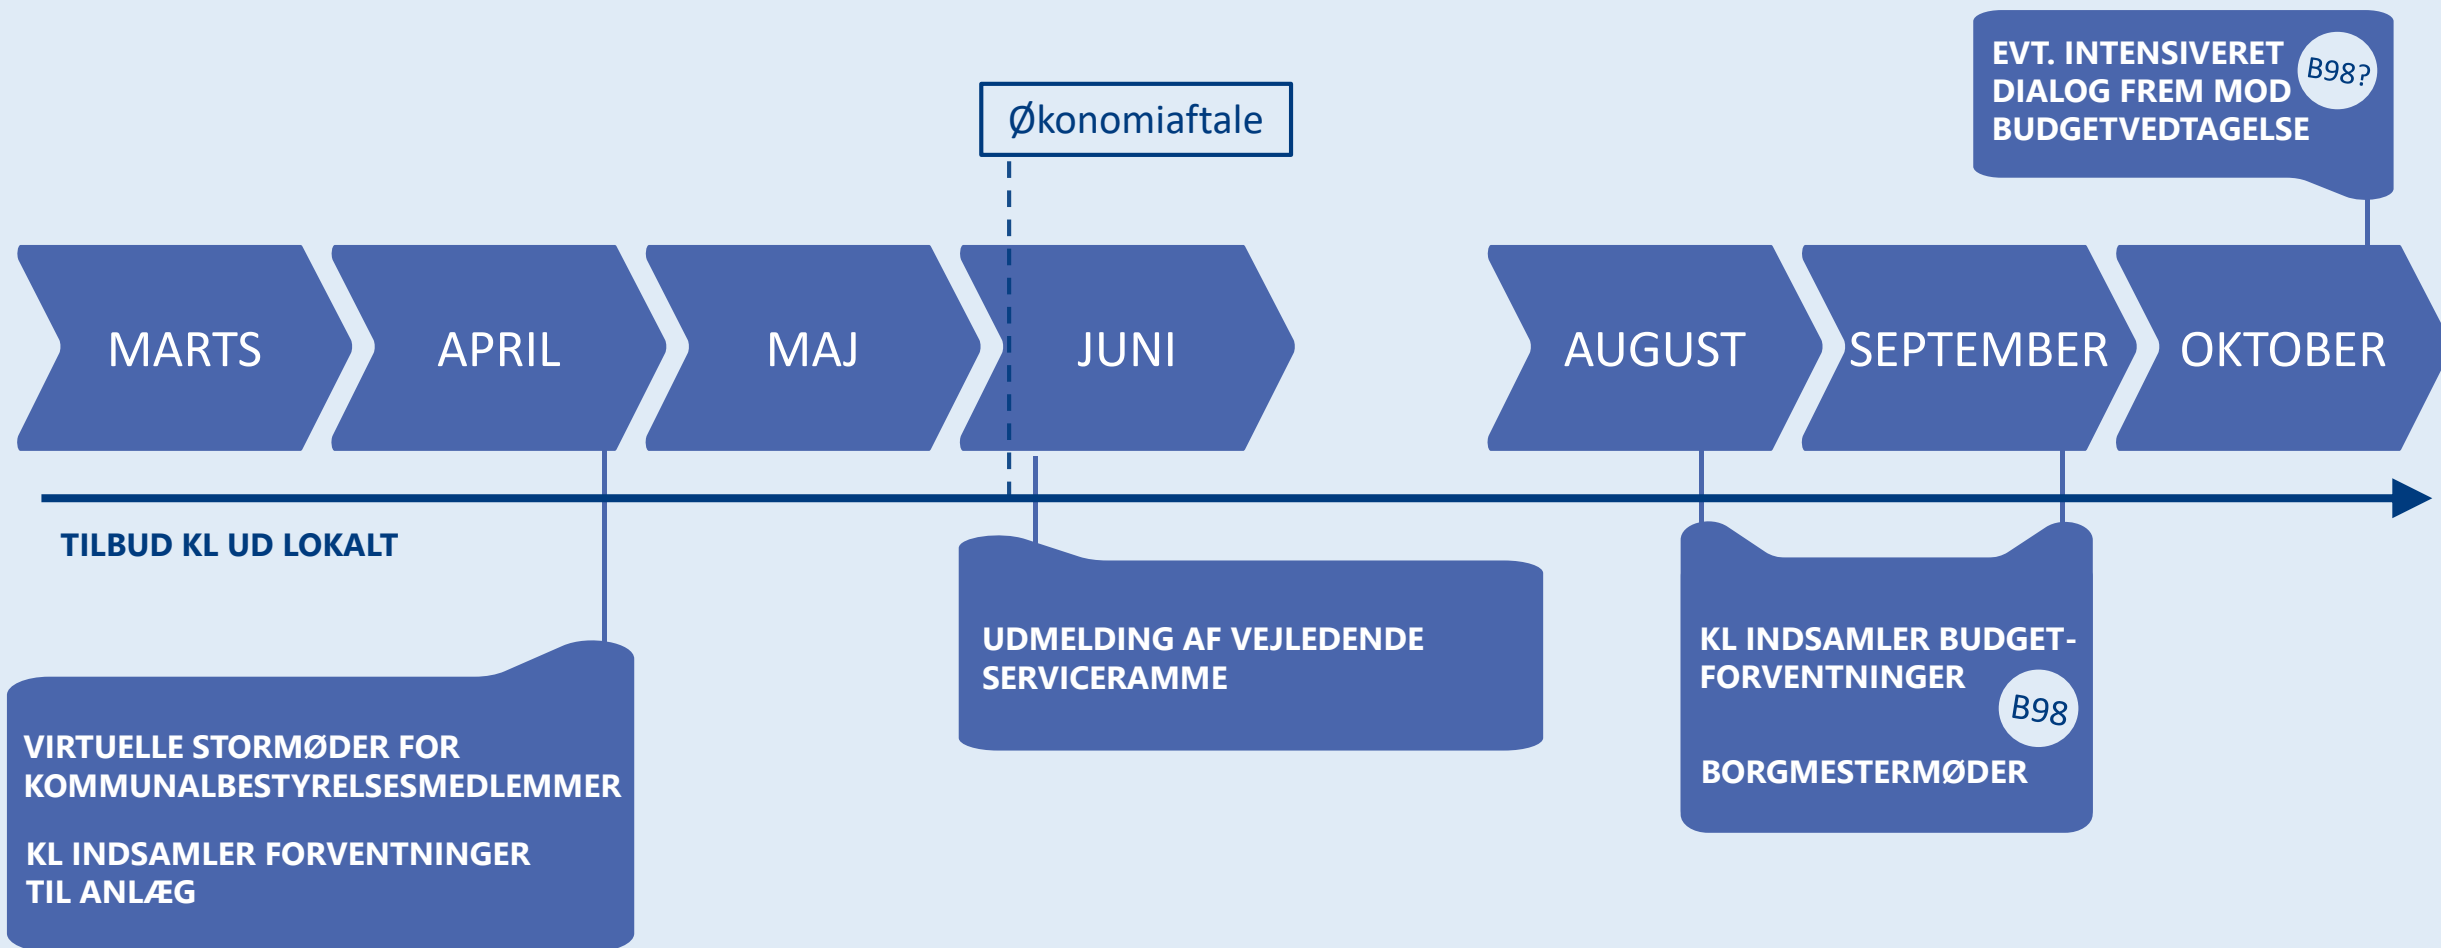 EVT. INTENSIVERET
DIALOG FREM MOD
BUDGETVEDTAGELSE
B98?
Økonomiaftale
MARTS
APRIL
MAJ
JUNI
AUGUST
SEPTEMBER
OKTOBER
TILBUD KL UD LOKALT
VIRTUELLE STORMØDER FOR
KOMMUNALBESTYRELSESMEDLEMMER
KL INDSAMLER FORVENTNINGER
TIL ANLÆG
UDMELDING AF VEJLEDENDE
SERVICERAMME
KL INDSAMLER BUDGET-
FORVENTNINGER
B98
BORGMESTERMØDER